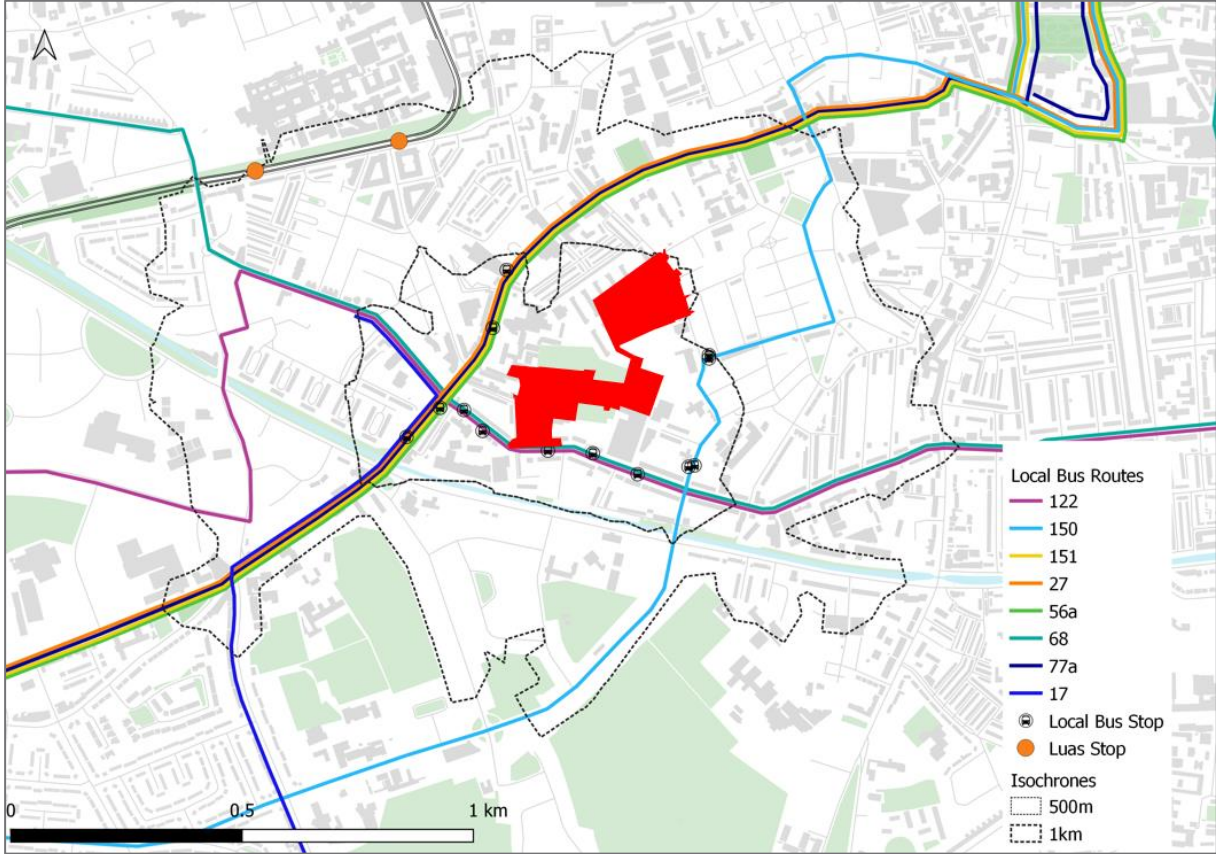 Local Bus Routes
122
150
151
27
56a
68
77a
17
Local Bus Stop
Luas Stop
Isochrones
500m
1km
0 0.5 1 km